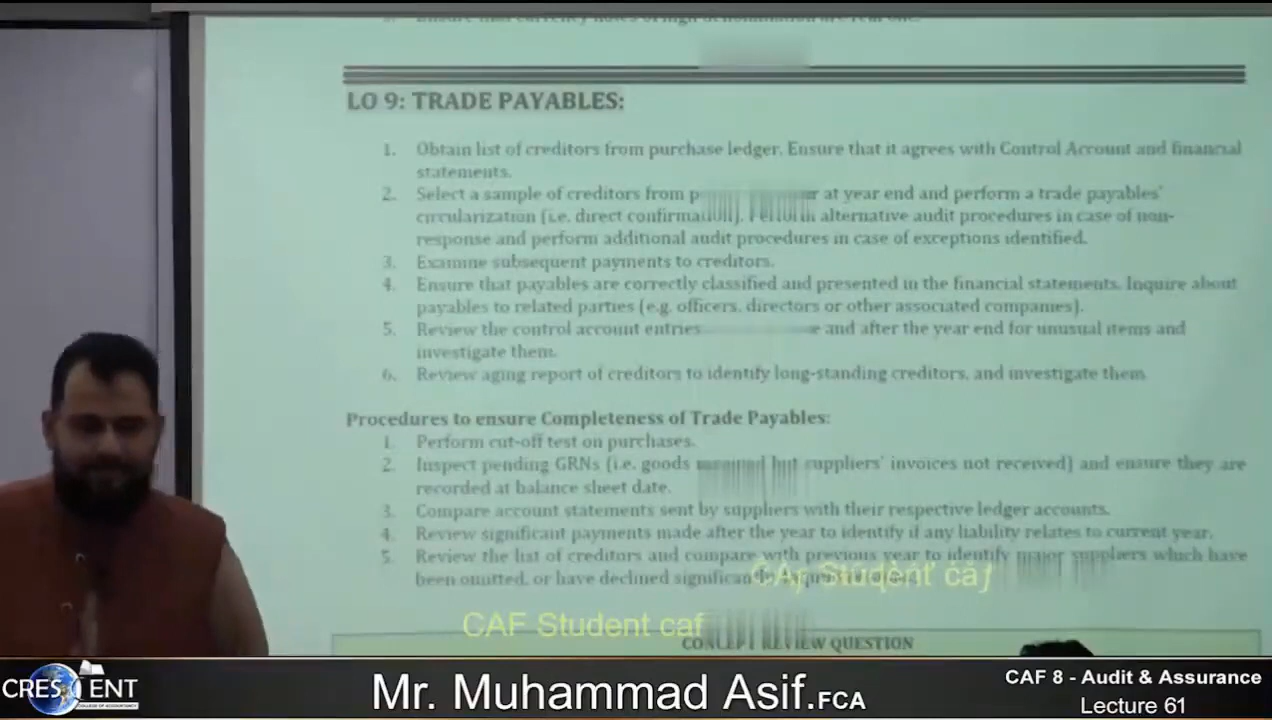 LO 9: TRADE PAYABLES:
1. Obtain list of creditors from purchase ledger. Ensure that it agrees with Control Account and financial
statements.
2. Select a sample of creditors from at year end and perform a trade payables'
circularization (i.e. direct confirmation). Perform alternative audit procedures in case of non-
response and perform additional audit procedures in case of exceptions identified.
3. Examine subsequent payments to creditors.
4. Ensure that payables are correctly classified and presented in the financial statements. Inquire about
payables to related parties (e.g. officers, directors or other associated companies).
5. Review the control account entries and after the year end for unusual items and
investigate them.
6. Review aging report of creditors to identify long-standing creditors, and investigate them
Procedures to ensure Completeness of Trade Payables:
1. Perform cut-off test on purchases.
2. Inspect pending GRNs (i.e. goods but suppliers' invoices not received) and ensure they are
recorded at balance sheet date.
3. Compare account statements sent by suppliers with their respective ledger accounts.
4. Review significant payments made after the year to identify if any liability relates to current year.
5. Review the list of creditors and compare with previous year to identify major suppliers which have
been omitted, or have declined
CAF Student caf
CAF Student caf
CONCEPT REVIEW QUESTION
CRESCENT
COLLEGE OF ACCOUNTANCY
Mr. Muhammad Asif.FCA
CAF 8 - Audit & Assurance
Lecture 61